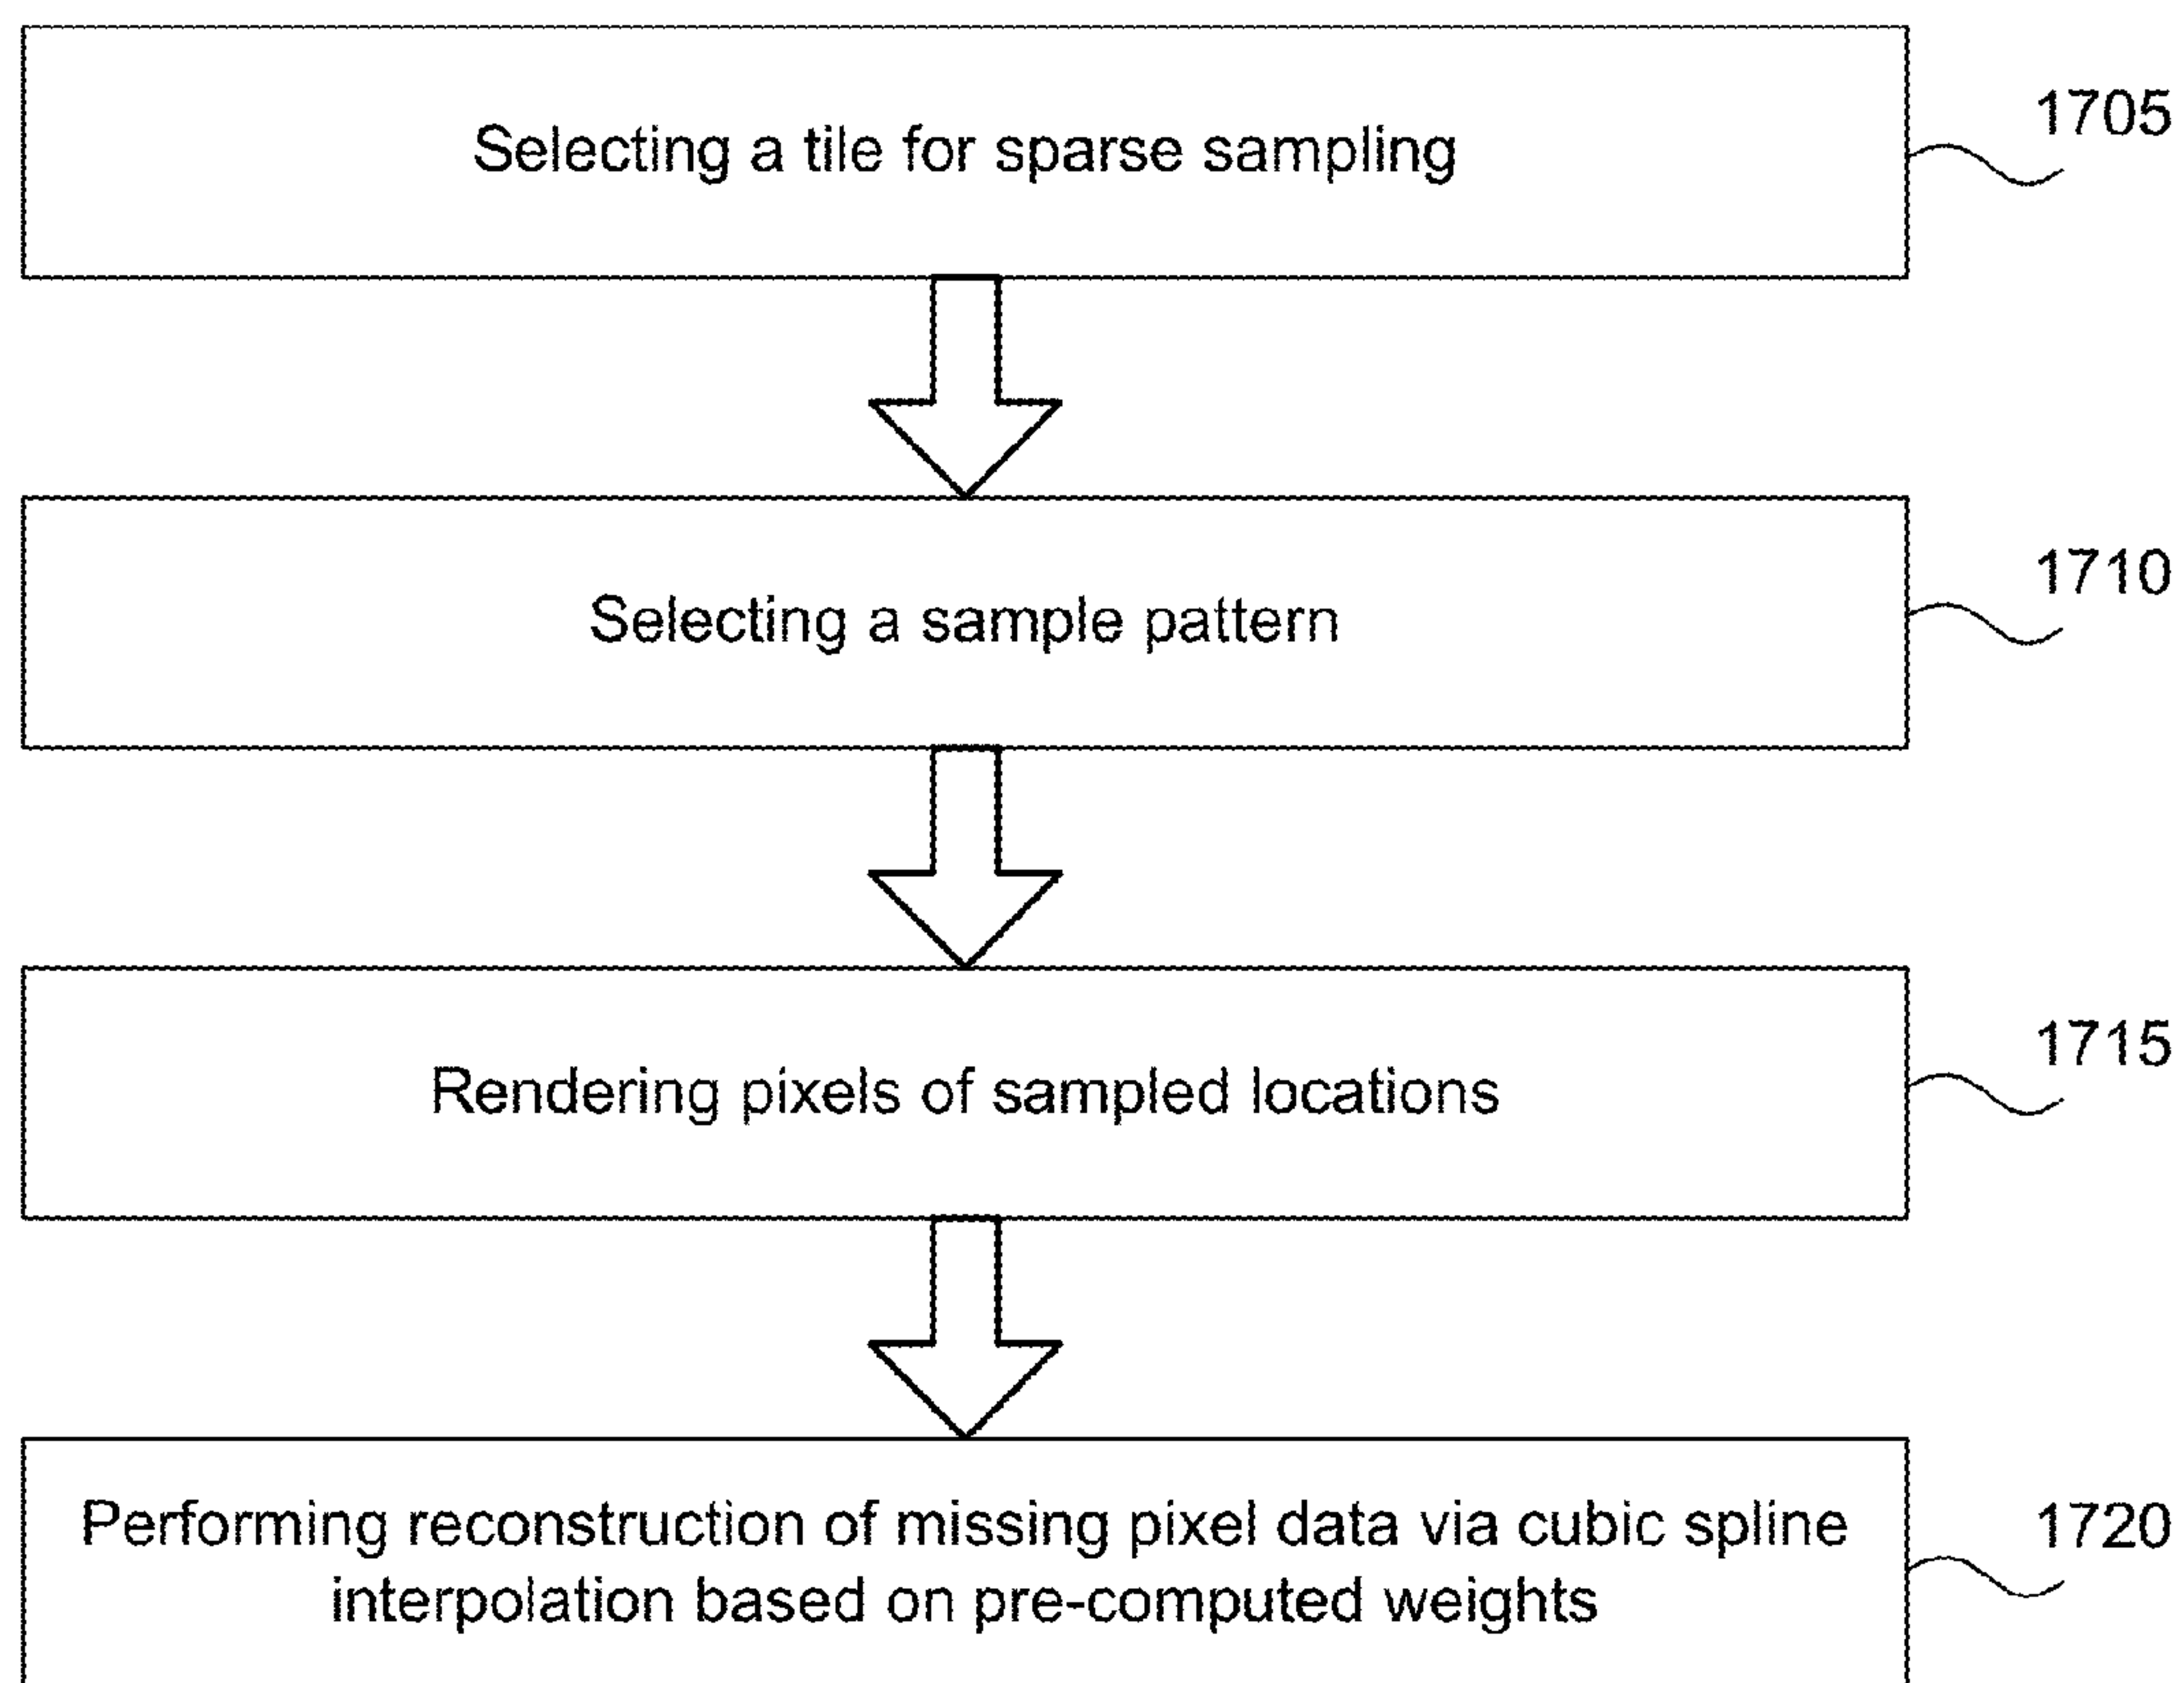 Selecting a tile for sparse sampling
1705
Selecting a sample pattern
1710
Rendering pixels of sampled locations
1715
Performing reconstruction of missing pixel data via cubic spline
interpolation based on pre-computed weights
1720